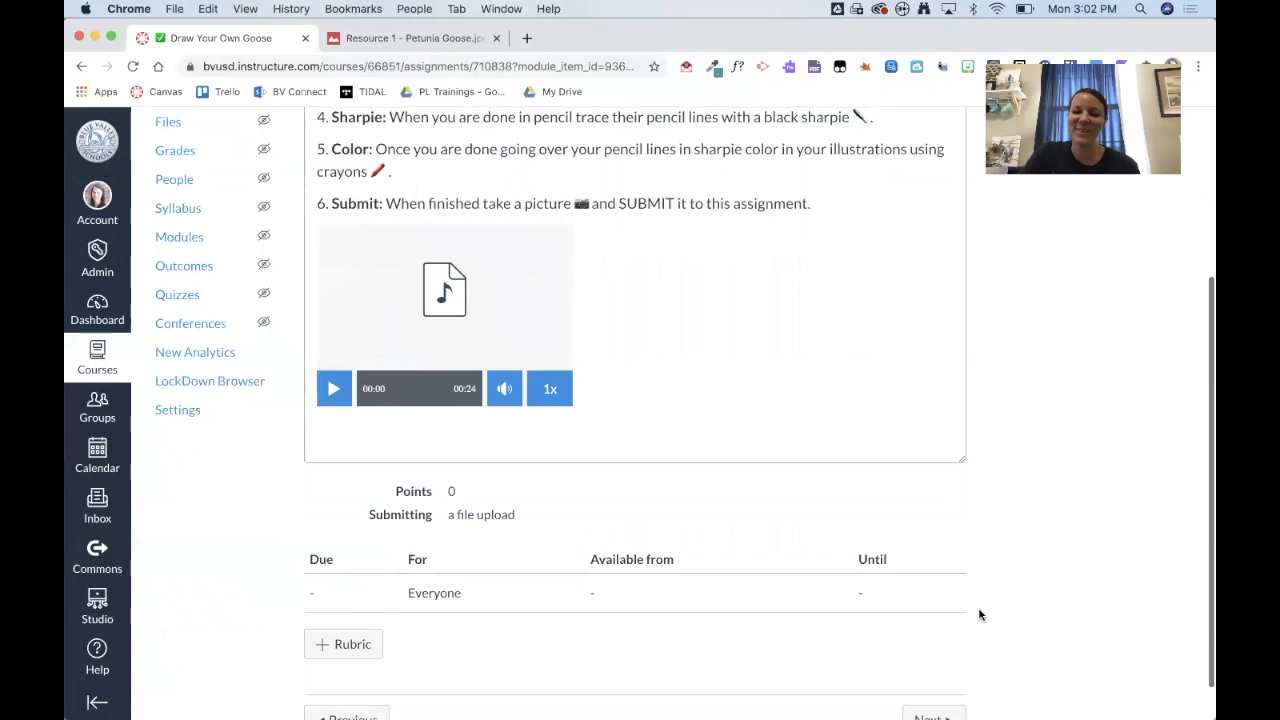 Chrome File Edit View History Bookmarks People Tab Window Help
Mon 3:02 PM
Draw Your Own Goose
Resource 1 - Petunia Goose.jpg
bvusd.instructure.com/courses/66851/assignments/710838?module_item_id=936...
f?
Apps Canvas Trello BV Connect TIDAL PL Trainings - Go... My Drive
BLUE VALLEY SCHOOLS
Account
Admin
Dashboard
Courses
Groups
Calendar
Inbox
Commons
Studio
Help
Files
Grades
People
Syllabus
Modules
Outcomes
Quizzes
Conferences
New Analytics
LockDown Browser
Settings
4. Sharpie: When you are done in pencil trace their pencil lines with a black sharpie .
5. Color: Once you are done going over your pencil lines in sharpie color in your illustrations using
crayons .
6. Submit: When finished take a picture and SUBMIT it to this assignment.
00:00 00:24 1x
Points 0
Submitting a file upload
Due For Available from Until
- Everyone - -
+ Rubric
◂ Previous Next ▸